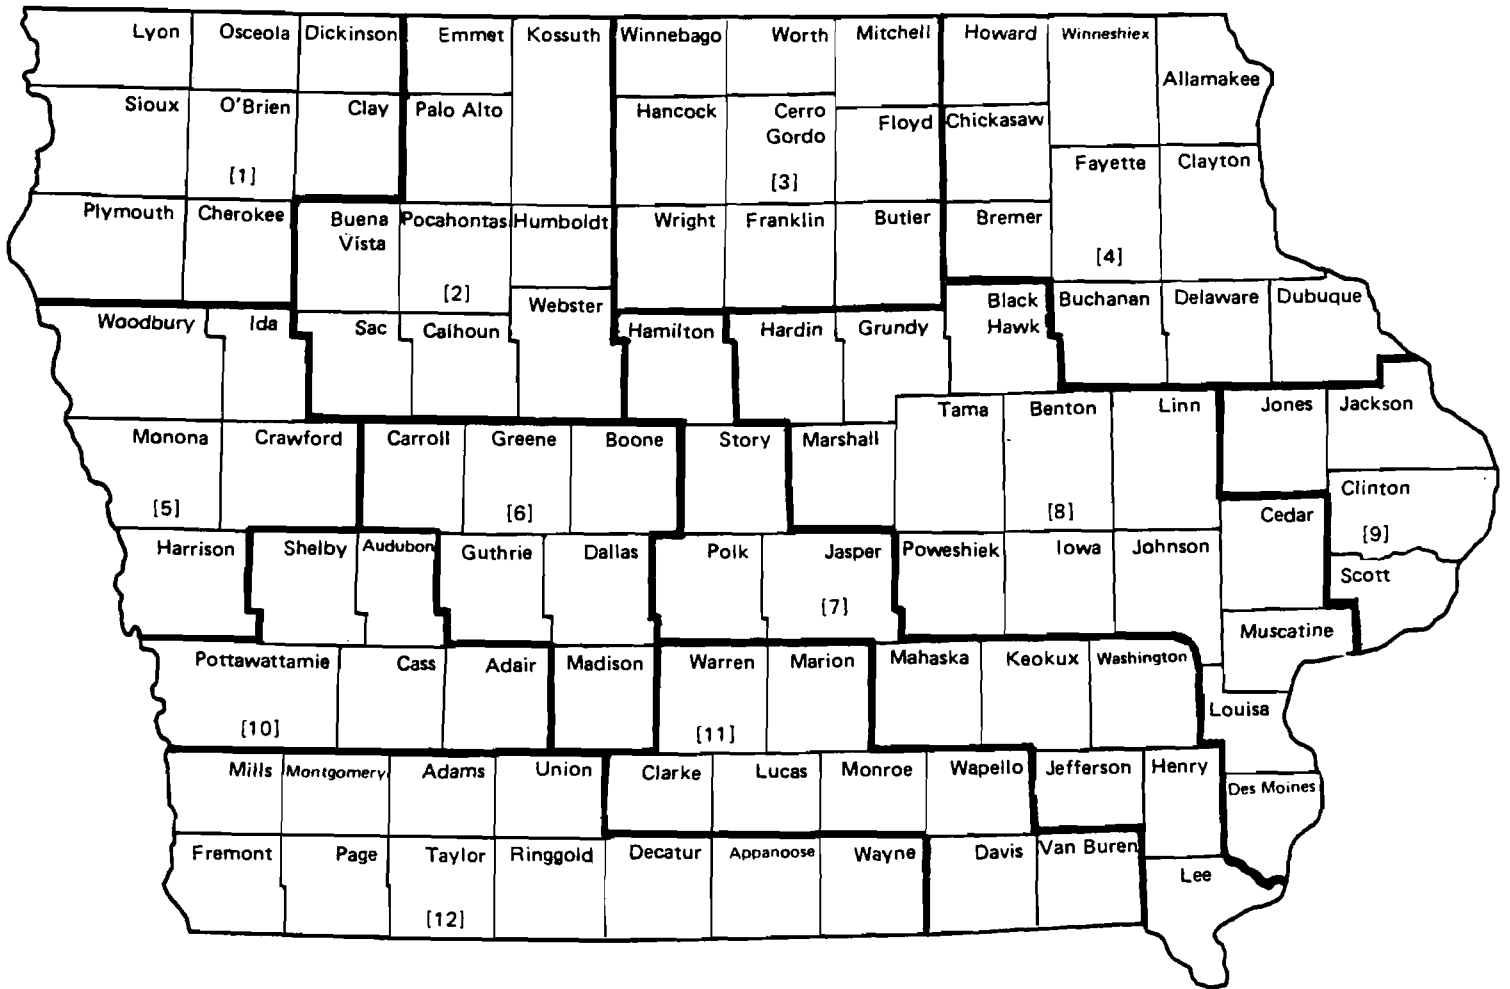 Lyon
Osceola
Dickinson
Emmet
Kossuth
Winnebago
Worth
Mitchell
Howard
Winneshiex
Allamakee
Sioux
O'Brien
Clay
Palo Alto
Hancock
Cerro
Gordo
Floyd
Chickasaw
Fayette
Clayton
[1]
[3]
Plymouth
Cherokee
Buena
Vista
Pocahontas
Humboldt
Wright
Franklin
Butler
Bremer
[4]
[2]
Woodbury
Ida
Sac
Calhoun
Webster
Hamilton
Hardin
Grundy
Black
Hawk
Buchanan
Delaware
Dubuque
Monona
Crawford
Carroll
Greene
Boone
Story
Marshall
Tama
Benton
Linn
Jones
Jackson
[5]
[6]
[8]
Clinton
[9]
Cedar
Harrison
Shelby
Audubon
Guthrie
Dallas
Polk
Jasper
Poweshiek
Iowa
Johnson
Scott
[7]
Muscatine
Pottawattamie
Cass
Adair
Madison
Warren
Marion
Mahaska
Keokux
Washington
Louisa
[10]
[11]
Mills
Montgomery
Adams
Union
Clarke
Lucas
Monroe
Wapello
Jefferson
Henry
Des Moines
Fremont
Page
Taylor
Ringgold
Decatur
Appanoose
Wayne
Davis
Van Buren
Lee
[12]